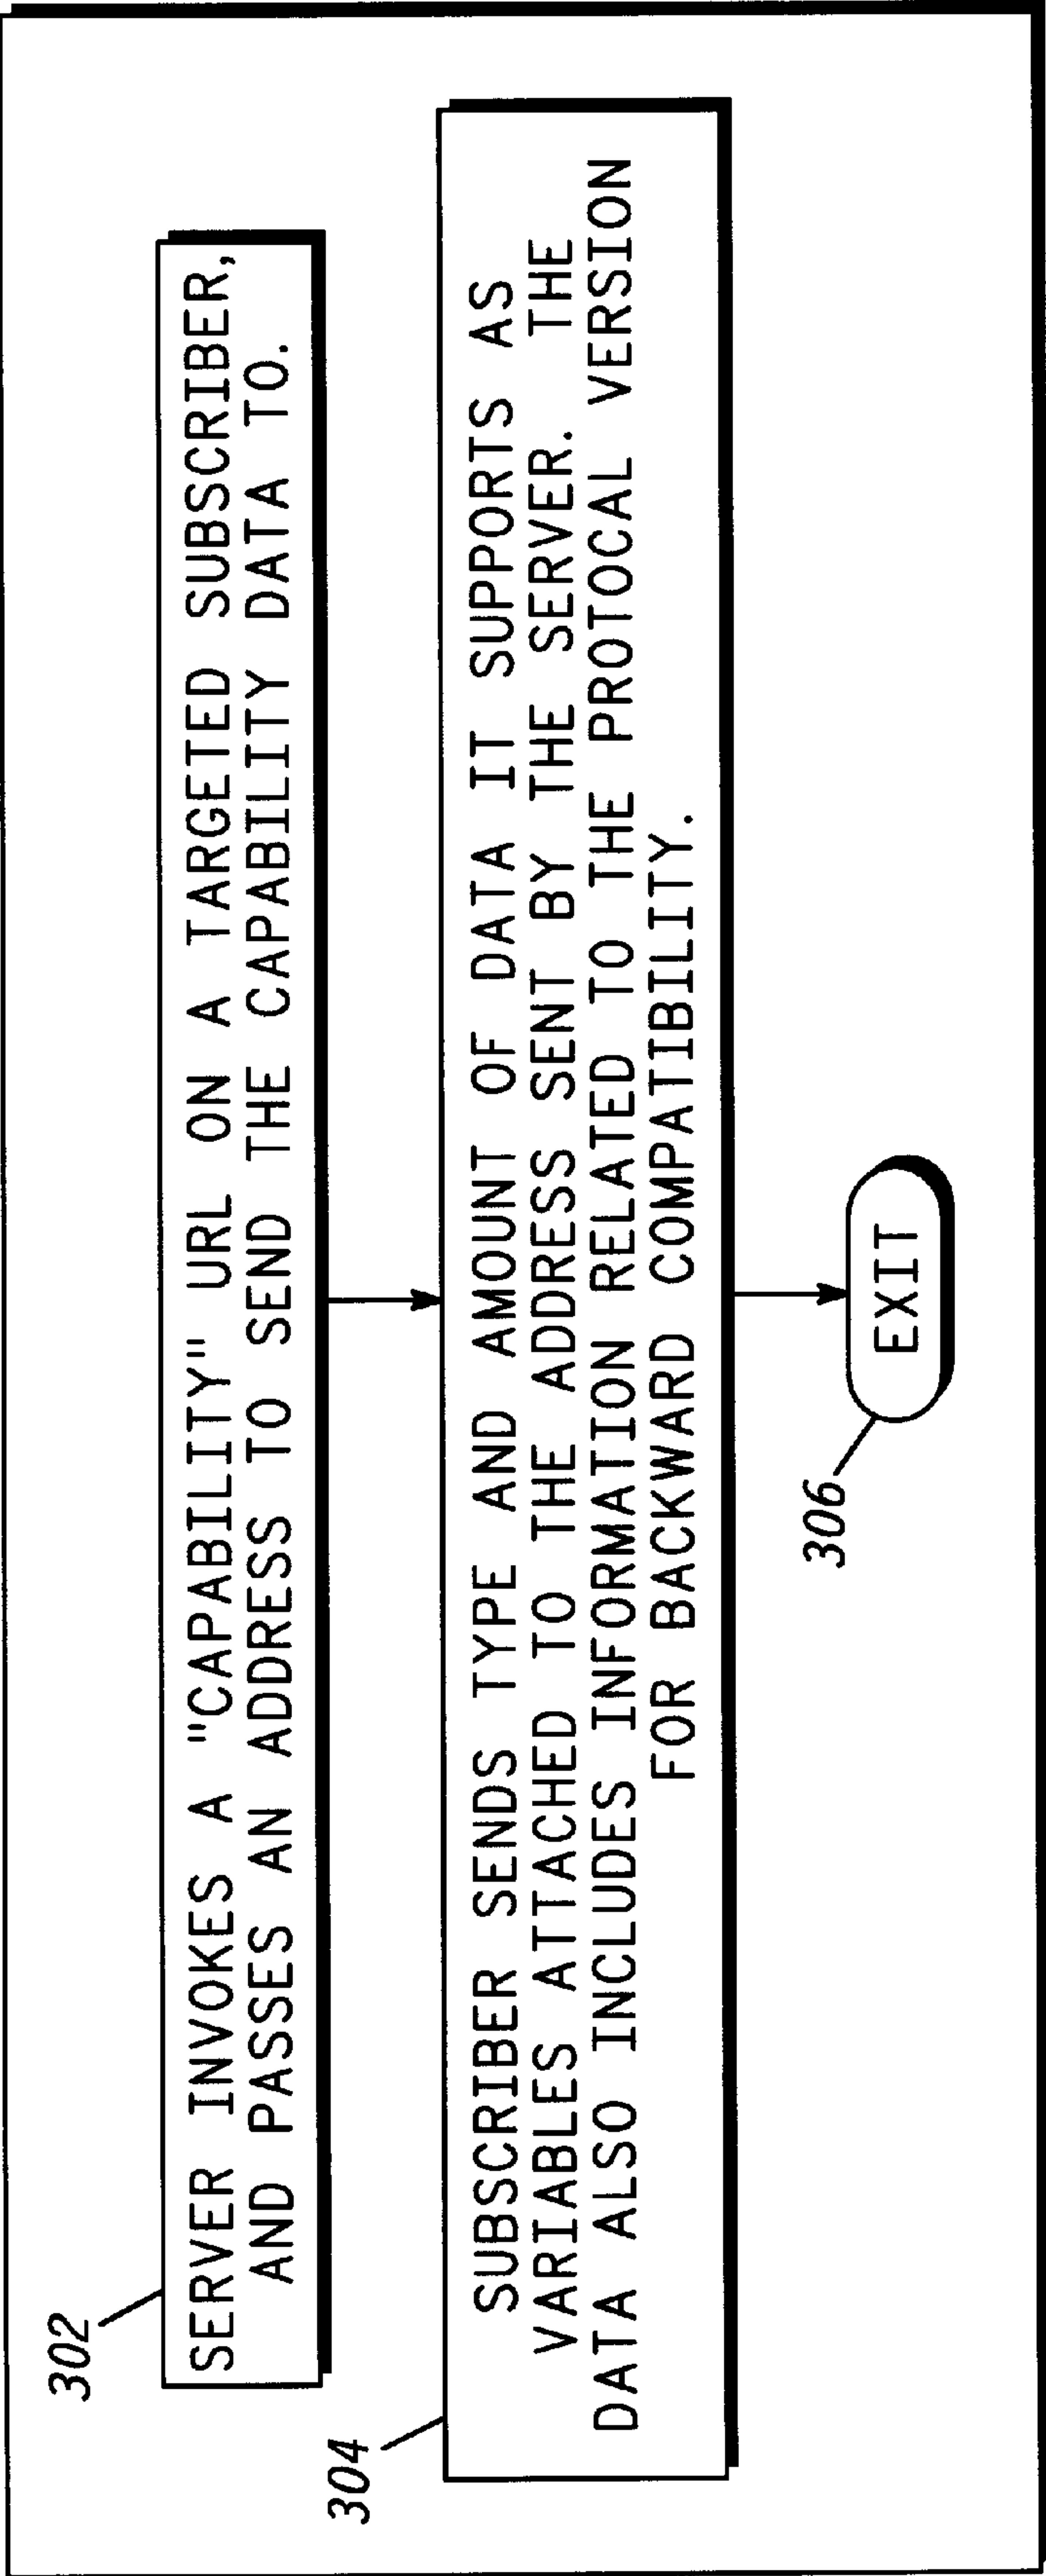 302
SERVER INVOKES A "CAPABILITY" URL ON A TARGETED SUBSCRIBER,
AND PASSES AN ADDRESS TO SEND THE CAPABILITY DATA TO.
304
SUBSCRIBER SENDS TYPE AND AMOUNT OF DATA IT SUPPORTS AS
VARIABLES ATTACHED TO THE ADDRESS SENT BY THE SERVER. THE
DATA ALSO INCLUDES INFORMATION RELATED TO THE PROTOCAL VERSION
FOR BACKWARD COMPATIBILITY.
306
EXIT